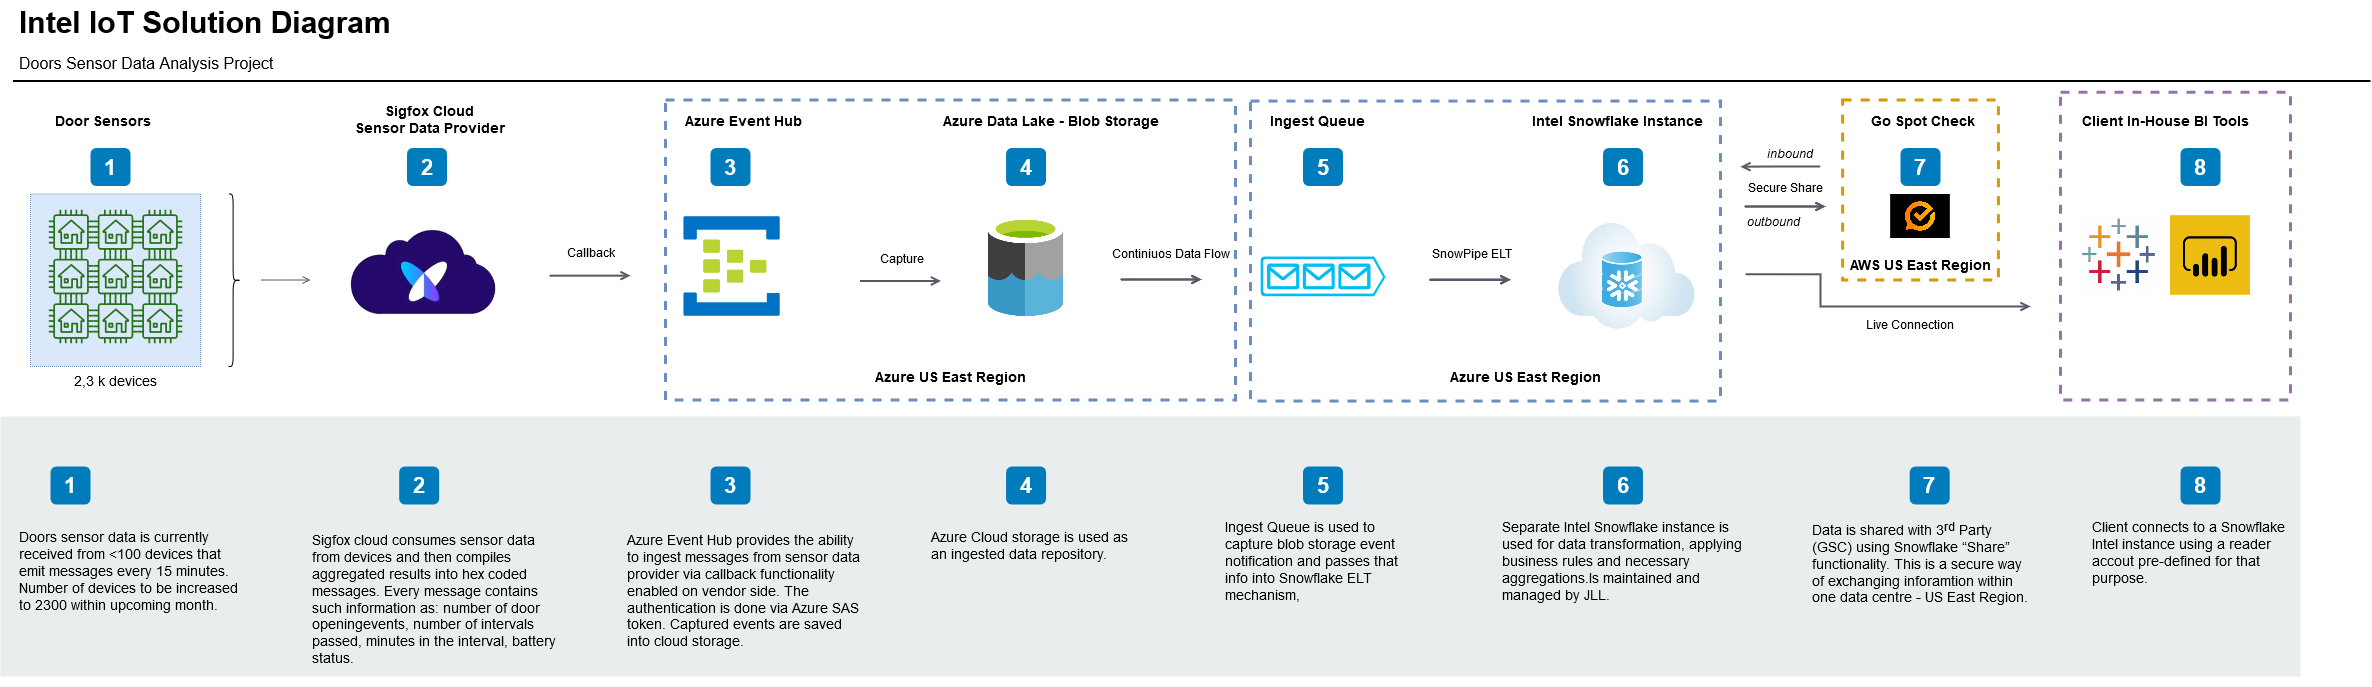 Intel IoT Solution Diagram
Doors Sensor Data Analysis Project
Door Sensors
1
2,3 k devices
Sigfox Cloud
Sensor Data Provider
2
Callback
Azure Event Hub
3
Capture
Azure Data Lake - Blob Storage
4
Continiuos Data Flow
Azure US East Region
Ingest Queue
5
SnowPipe ELT
Intel Snowflake Instance
6
Azure US East Region
inbound
Secure Share
outbound
Go Spot Check
7
AWS US East Region
Live Connection
Client In-House BI Tools
8
1
Doors sensor data is currently
received from <100 devices that
emit messages every 15 minutes.
Number of devices to be increased
to 2300 within upcoming month.
2
Sigfox cloud consumes sensor data
from devices and then compiles
aggregated results into hex coded
messages. Every message contains
such information as: number of door
openingevents, number of intervals
passed, minutes in the interval, battery
status.
3
Azure Event Hub provides the ability
to ingest messages from sensor data
provider via callback functionality
enabled on vendor side. The
authentication is done via Azure SAS
token. Captured events are saved
into cloud storage.
4
Azure Cloud storage is used as
an ingested data repository.
5
Ingest Queue is used to
capture blob storage event
notification and passes that
info into Snowflake ELT
mechanism,
6
Separate Intel Snowflake instance is
used for data transformation, applying
business rules and necessary
aggregations.Is maintained and
managed by JLL.
7
Data is shared with 3rd Party
(GSC) using Snowflake “Share”
functionality. This is a secure way
of exchanging inforamtion within
one data centre - US East Region.
8
Client connects to a Snowflake
Intel instance using a reader
accout pre-defined for that
purpose.